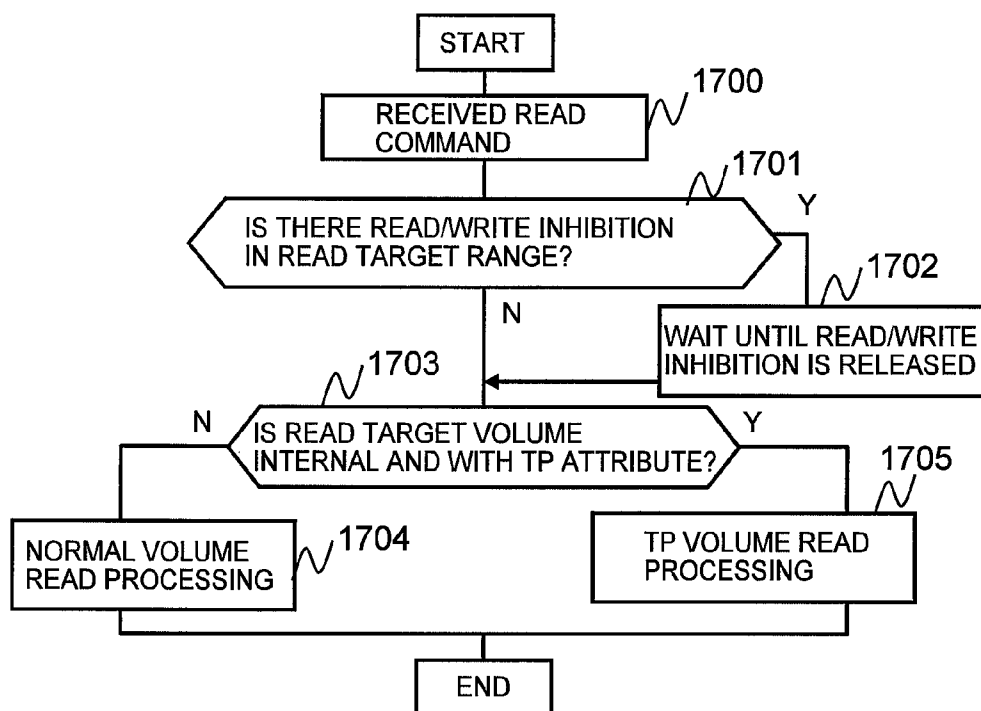 START
1700
RECEIVED READ
COMMAND
1701
IS THERE READ/WRITE INHIBITION
IN READ TARGET RANGE?
Y
N
1702
WAIT UNTIL READ/WRITE
INHIBITION IS RELEASED
1703
N
IS READ TARGET VOLUME
INTERNAL AND WITH TP ATTRIBUTE?
Y
1704
NORMAL VOLUME
READ PROCESSING
1705
TP VOLUME READ
PROCESSING
END